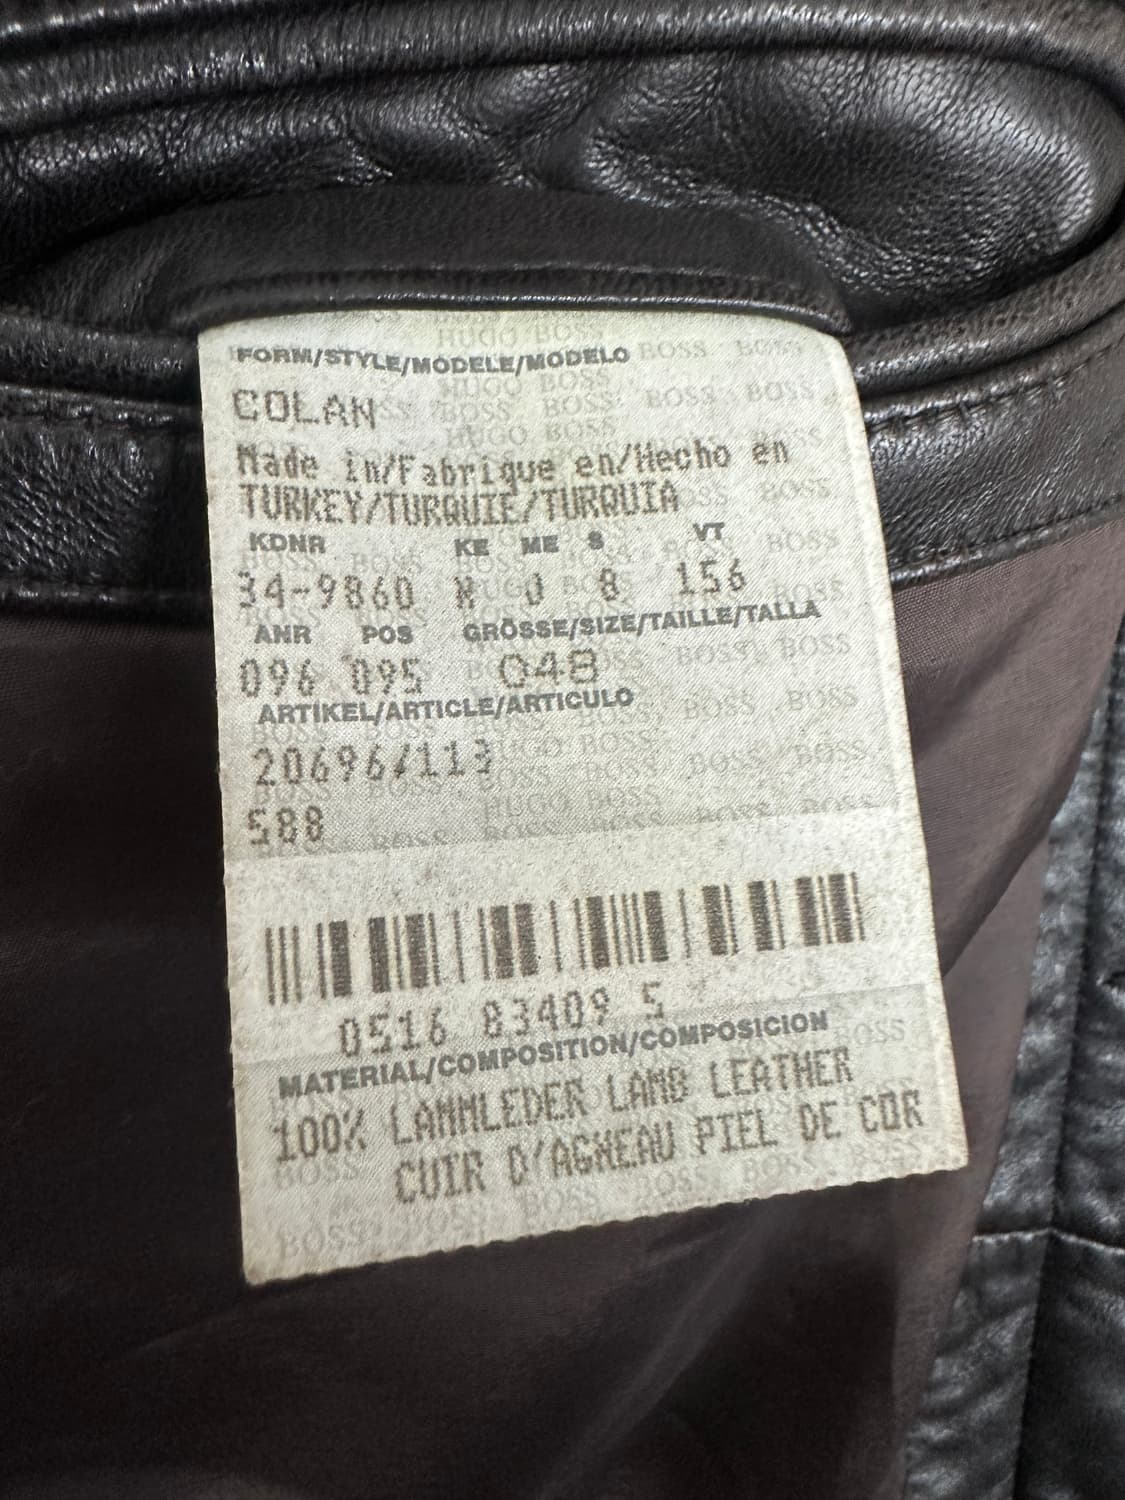 FORM/STYLE/MODELE/MODELO
COLAN
Made in/Fabrique en/Hecho en
TURKEY/TURQUIE/TURQUIA
KDNR KE ME S VT
34-9860 N 0 8 156
ANR POS GRÖSSE/SIZE/TAILLE/TALLA
096 095 048
ARTIKEL/ARTICLE/ARTICULO
20696/113
588
0516 83409 5
MATERIAL/COMPOSITION/COMPOSICION
100% LAMMLEDER LAMB LEATHER
CUIR D'AGNEAU PIEL DE COR